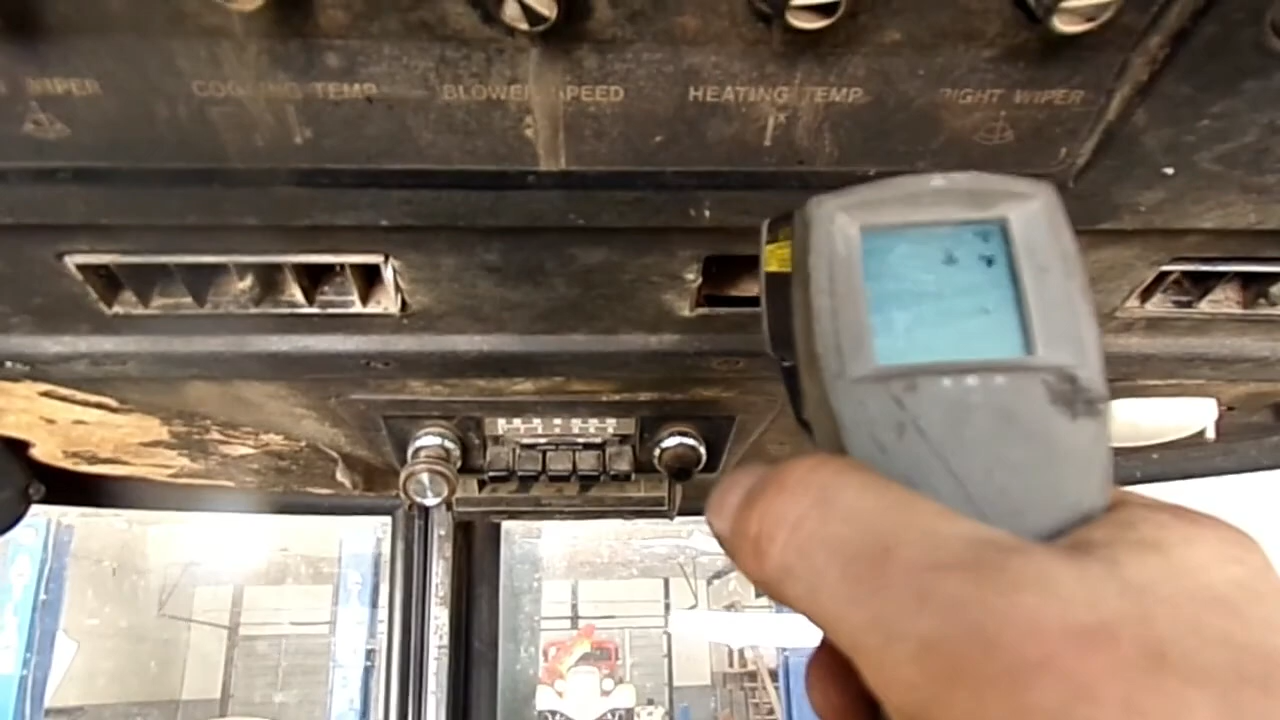 WIPER
COOLING TEMP
BLOWER SPEED
HEATING TEMP
RIGHT WIPER